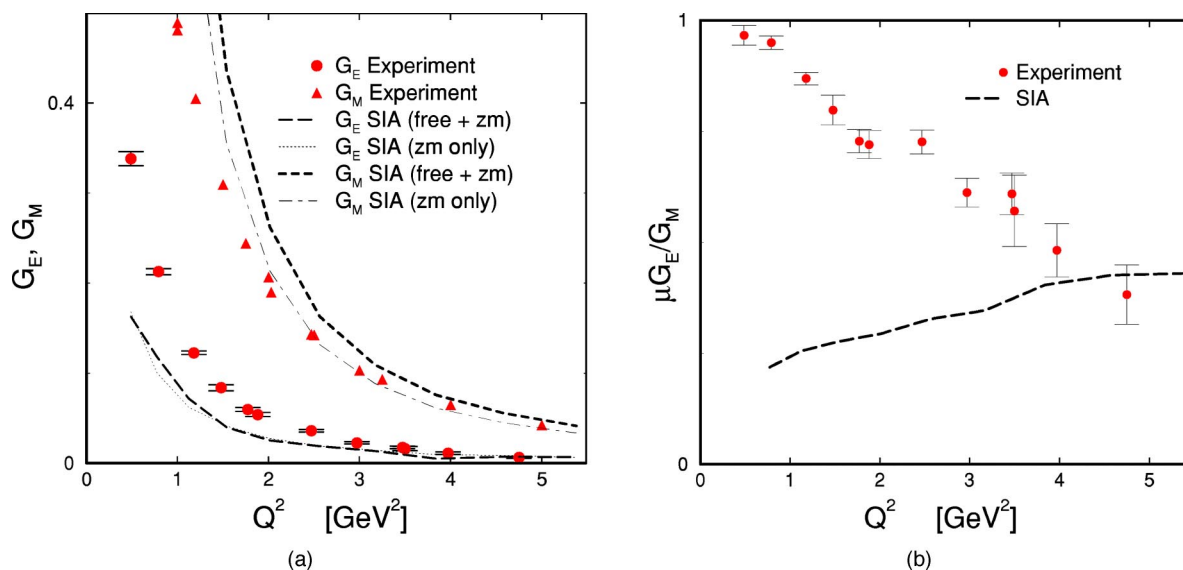 G_E, G_M
0.4
0
G_E Experiment
G_M Experiment
G_E SIA (free + zm)
G_E SIA (zm only)
G_M SIA (free + zm)
G_M SIA (zm only)
0 1 2 3 4 5
Q^2 [GeV^2]
(a)
μG_E/G_M
1
0
Experiment
SIA
0 1 2 3 4 5
Q^2 [GeV^2]
(b)